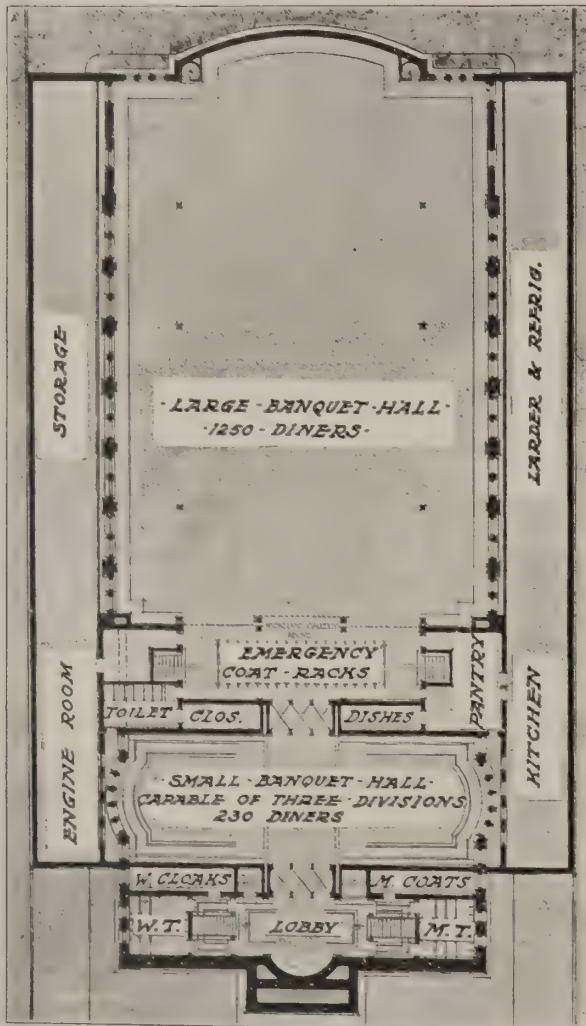 STORAGE
LARDER & REFRIG.
·LARGE·BANQUET·HALL·
·1250·DINERS·
EMERGENCY
COAT-RACKS
PANTRY
ENGINE ROOM
KITCHEN
TOILET
CLOS.
DISHES
·SMALL·BANQUET·HALL·
CAPABLE OF THREE DIVISIONS
230 DINERS
W. CLOAKS
M. COATS
W.T.
LOBBY
M.T.